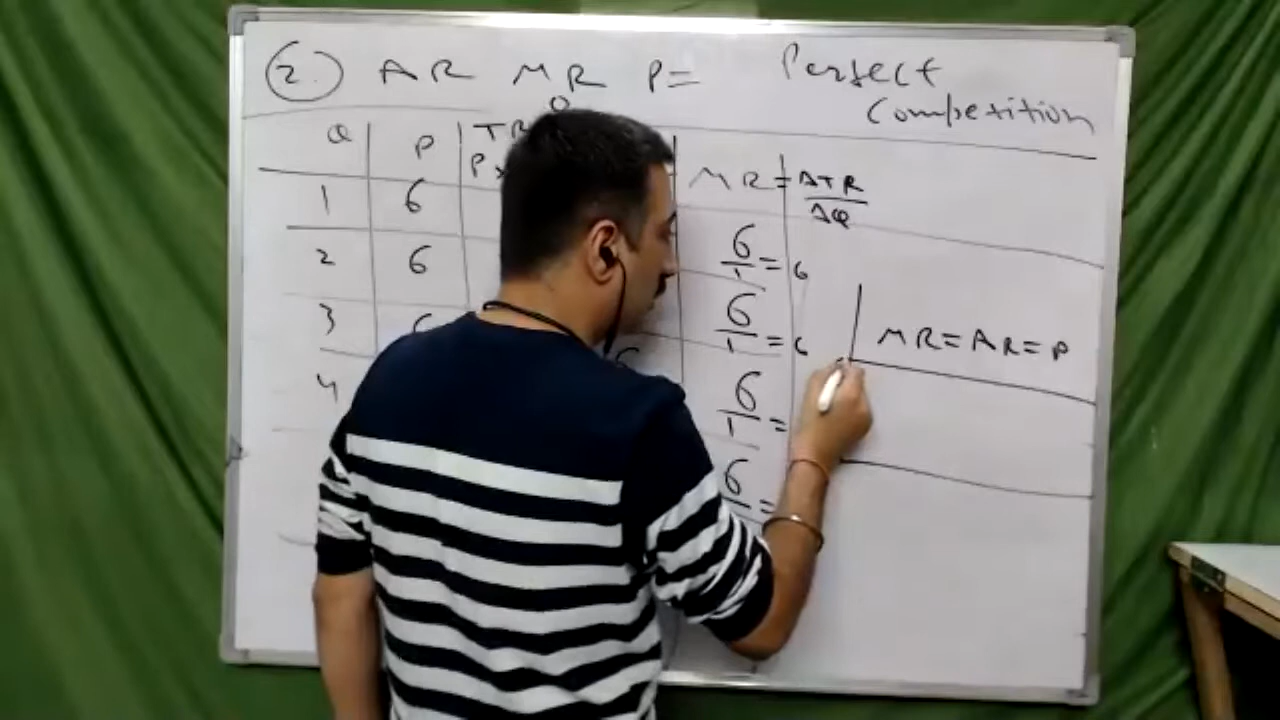 2. AR MR P= Perfect
Competition
Q P TR MR = ΔTR
P× ΔQ
1 6
6/1 = 6
2 6
6/1 = 6
3
MR = AR = P
4 6/1 =
6/1 =